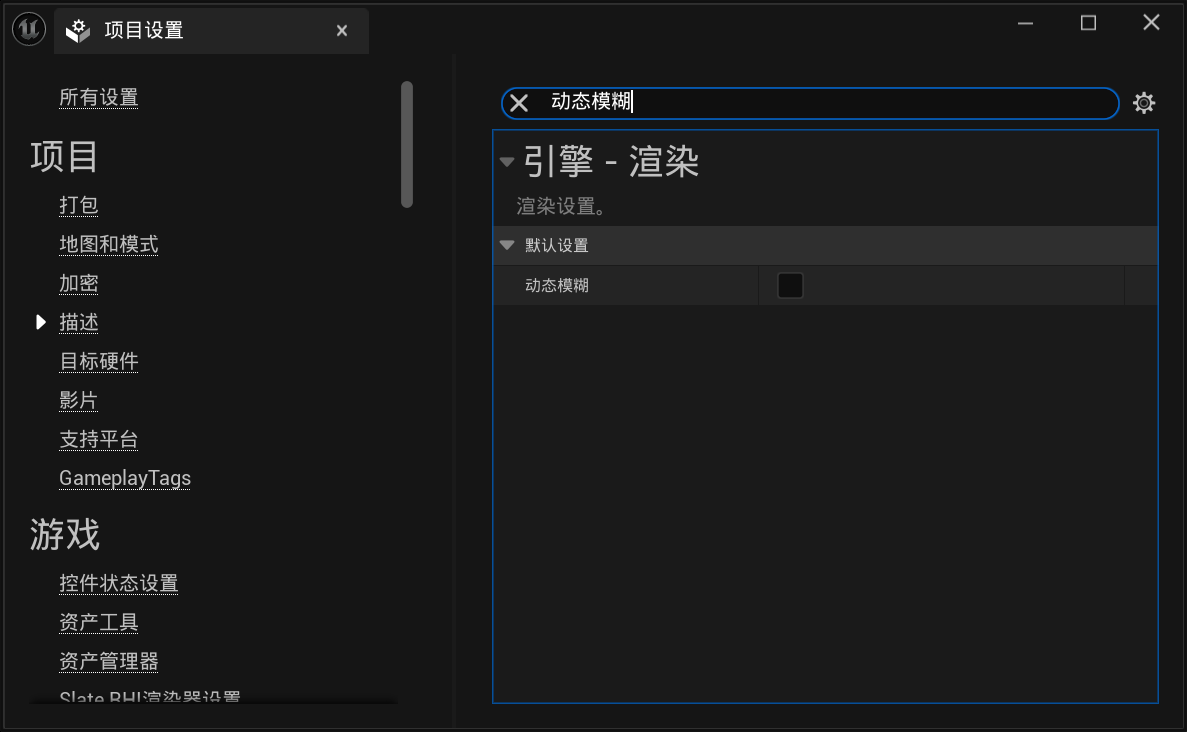 项目设置
所有设置
项目
打包
地图和模式
加密
描述
目标硬件
影片
支持平台
GameplayTags
游戏
控件状态设置
资产工具
资产管理器
Slate RHI渲染器设置
动态模糊
引擎 - 渲染
渲染设置。
默认设置
动态模糊